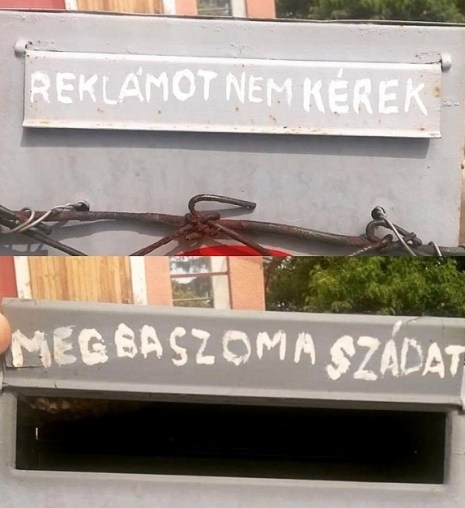 REKLÁMOT NEM KÉREK
MEGBASZOMA SZÁDAT